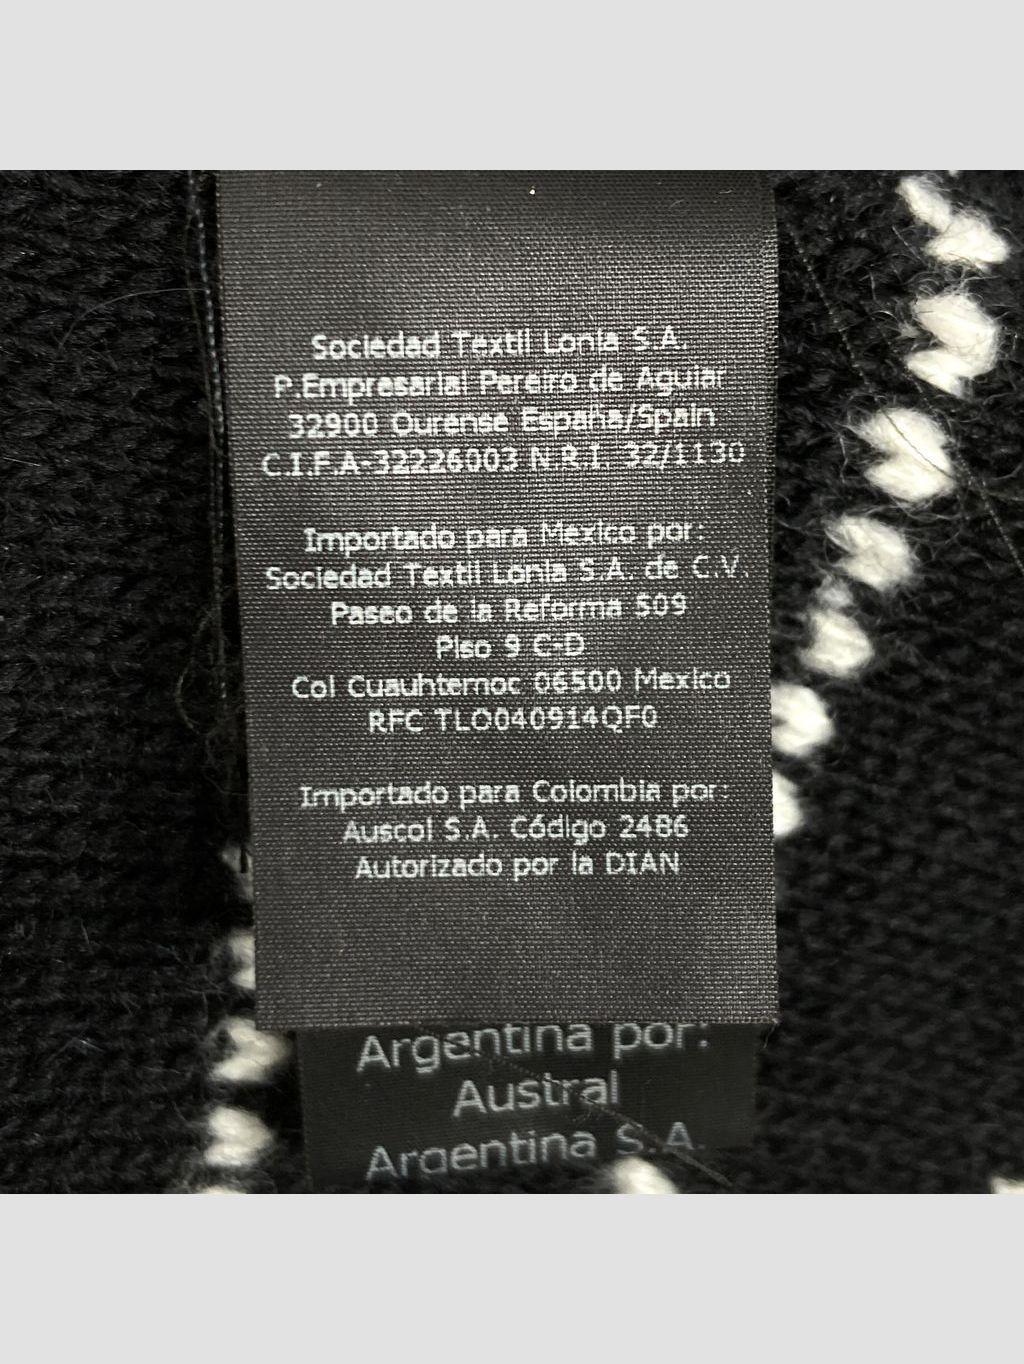 Sociedad Textil Lonia S.A.
P.Empresarial Pereiro de Aguiar
32900 Ourense España/Spain
C.I.F.A-32226003 N.R.I. 32/1130
Importado para Mexico por:
Sociedad Textil Lonia S.A. de C.V.
Paseo de la Reforma 509
Piso 9 C-D
Col Cuauhtemoc 06500 Mexico
RFC TLO040914QF0
Importado para Colombia por:
Auscol S.A. Código 2486
Autorizado por la DIAN
Argentina por:
Austral
Argentina S.A.